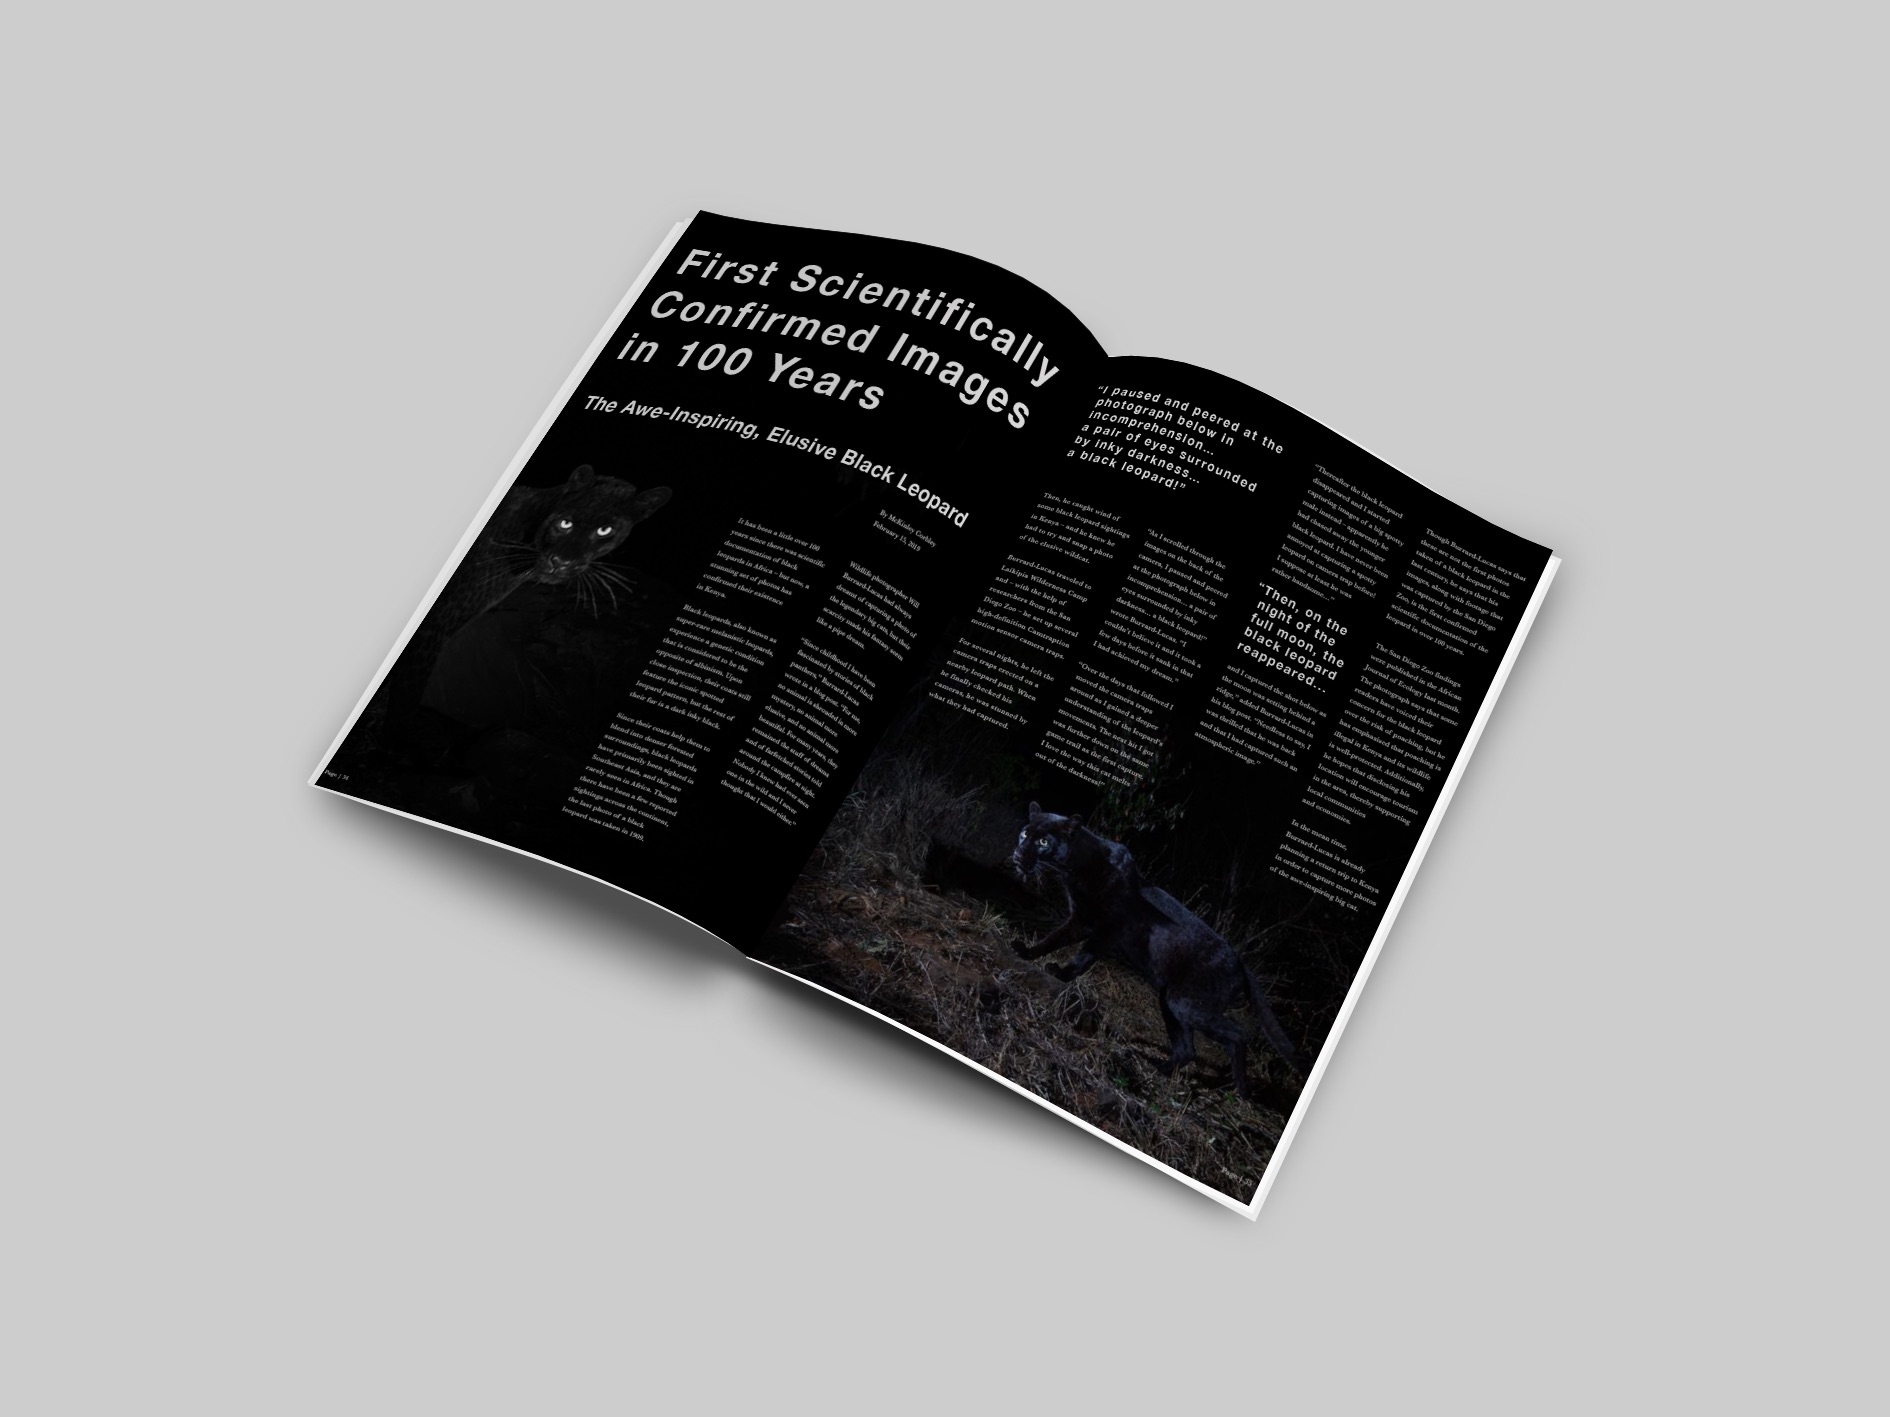 First Scientifically
Confirmed Images
in 100 Years
The Awe-Inspiring, Elusive Black Leopard
By McKinley Corbley
February 15, 2019
It has been a little over 100
years since there was scientific
documentation of black
leopards in Africa – but now, a
stunning set of photos has
confirmed their existence
in Kenya.
Black leopards, also known as
super-rare melanistic leopards,
experience a genetic condition
that is considered to be the
opposite of albinism. Upon
close inspection, their coats still
feature the iconic spotted
leopard pattern, but the rest of
their fur is a dark inky black.
Since their coats help them to
blend into denser forested
surroundings, black leopards
have primarily been sighted in
Southeast Asia, and they are
rarely seen in Africa. Though
there have been a few reported
sightings across the continent,
the last photo of a black
leopard was taken in 1909.
Wildlife photographer Will
Burrard-Lucas had always
dreamt of capturing a photo of
the legendary big cats, but their
scarcity made his fantasy seem
like a pipe dream.
"Since childhood I have been
fascinated by stories of black
panthers," Burrard-Lucas
wrote in a blog post. "For me,
no animal is shrouded in more
mystery, no animal more
elusive, and no animal more
beautiful. For many years, they
remained the stuff of dreams
and of farfetched stories told
around the campfire at night.
Nobody I knew had ever seen
one in the wild and I never
thought that I would either."
Page | 34
"I paused and peered at the
photograph below in
incomprehension...
a pair of eyes surrounded
by inky darkness...
a black leopard!"
Then, he caught wind of
some black leopard sightings
in Kenya – and he knew he
had to try and snap a photo
of the elusive wildcat.
Burrard-Lucas traveled to
Laikipia Wilderness Camp
and – with the help of
researchers from the San
Diego Zoo – he set up several
high-definition Camtraption
motion sensor camera traps.
For several nights, he left the
camera traps erected on a
nearby leopard path. When
he finally checked his
cameras, he was stunned by
what they had captured.
"As I scrolled through the
images on the back of the
camera, I paused and peered
at the photograph below in
incomprehension... a pair of
eyes surrounded by inky
darkness... a black leopard!"
wrote Burrard-Lucas. "I
couldn't believe it and it took a
few days before it sank in that
I had achieved my dream."
"Over the days that followed I
moved the camera traps
around as I gained a deeper
understanding of the leopard's
movements. The next hit I got
was further down on the same
game trail as the first capture.
I love the way this cat melts
out of the darkness!"
"Thereafter the black leopard
disappeared and I started
capturing images of a big spotty
male instead – apparently he
had chased away the younger
black leopard. I have never been
annoyed at capturing a spotty
leopard on camera trap before!
I suppose at least he was
rather handsome..."
"Then, on the
night of the
full moon, the
black leopard
reappeared...
and I captured the shot below as
the moon was setting behind a
ridge," added Burrard-Lucas in
his blog post. "Needless to say, I
was thrilled that he was back
and that I had captured such an
atmospheric image."
Though Burrard-Lucas says that
these are not the first photos
taken of a black leopard in the
last century, he says that his
images, along with footage that
was captured by the San Diego
Zoo, is the first confirmed
scientific documentation of the
leopard in over 100 years.
The San Diego Zoo findings
were published in the African
Journal of Ecology last month.
The photograph says that some
readers have voiced their
concern for the black leopard
over the risk of poaching, but he
has emphasized that poaching is
illegal in Kenya and its wildlife
is well-protected. Additionally,
he hopes that disclosing his
location will encourage tourism
in the area, thereby supporting
local communities
and economics.
In the mean time,
Burrard-Lucas is already
planning a return trip to Kenya
in order to capture more photos
of the awe-inspiring big cat.
Page | 35